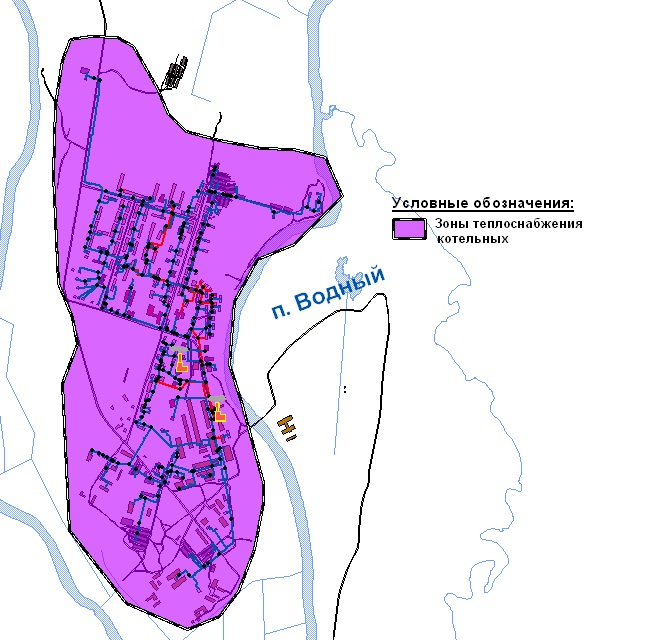 Условные обозначения:
Зоны теплоснабжения
котельных
п. Водный